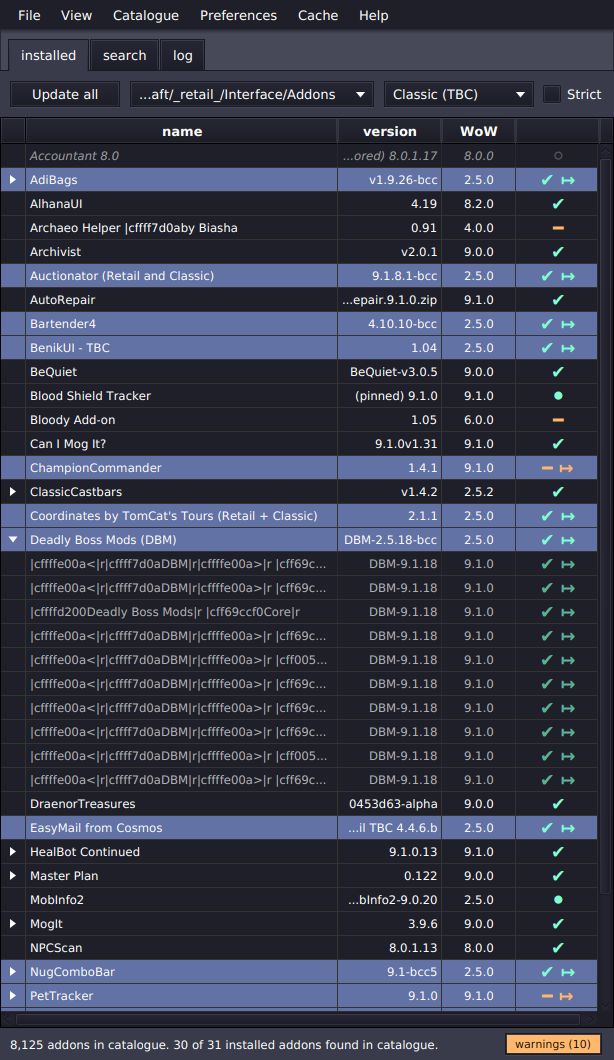 File View Catalogue Preferences Cache Help
installed search log
Update all ...aft/_retail_/Interface/Addons Classic (TBC) Strict
name version WoW
Accountant 8.0 ...ored) 8.0.1.17 8.0.0
AdiBags v1.9.26-bcc 2.5.0
AlhanaUI 4.19 8.2.0
Archaeo Helper |cffff7d0aby Biasha 0.91 4.0.0
Archivist v2.0.1 9.0.0
Auctionator (Retail and Classic) 9.1.8.1-bcc 2.5.0
AutoRepair ...epair.9.1.0.zip 9.1.0
Bartender4 4.10.10-bcc 2.5.0
BenikUI - TBC 1.04 2.5.0
BeQuiet BeQuiet-v3.0.5 9.0.0
Blood Shield Tracker (pinned) 9.1.0 9.1.0
Bloody Add-on 1.05 6.0.0
Can I Mog It? 9.1.0v1.31 9.1.0
ChampionCommander 1.4.1 9.1.0
ClassicCastbars v1.4.2 2.5.2
Coordinates by TomCat's Tours (Retail + Classic) 2.1.1 2.5.0
Deadly Boss Mods (DBM) DBM-2.5.18-bcc 2.5.0
|cffffe00a<|r|cffff7d0aDBM|r|cffffe00a>|r |cff69c... DBM-9.1.18 9.1.0
|cffffe00a<|r|cffff7d0aDBM|r|cffffe00a>|r |cff69c... DBM-9.1.18 9.1.0
|cffffd200Deadly Boss Mods|r |cff69ccf0Core|r DBM-9.1.18 9.1.0
|cffffe00a<|r|cffff7d0aDBM|r|cffffe00a>|r |cff69c... DBM-9.1.18 9.1.0
|cffffe00a<|r|cffff7d0aDBM|r|cffffe00a>|r |cff005... DBM-9.1.18 9.1.0
|cffffe00a<|r|cffff7d0aDBM|r|cffffe00a>|r |cff69c... DBM-9.1.18 9.1.0
|cffffe00a<|r|cffff7d0aDBM|r|cffffe00a>|r |cff69c... DBM-9.1.18 9.1.0
|cffffe00a<|r|cffff7d0aDBM|r|cffffe00a>|r |cff69c... DBM-9.1.18 9.1.0
|cffffe00a<|r|cffff7d0aDBM|r|cffffe00a>|r |cff005... DBM-9.1.18 9.1.0
|cffffe00a<|r|cffff7d0aDBM|r|cffffe00a>|r |cff69c... DBM-9.1.18 9.1.0
DraenorTreasures 0453d63-alpha 9.0.0
EasyMail from Cosmos ...il TBC 4.4.6.b 2.5.0
HealBot Continued 9.1.0.13 9.1.0
Master Plan 0.122 9.0.0
MobInfo2 ...bInfo2-9.0.20 2.5.0
MogIt 3.9.6 9.0.0
NPCScan 8.0.1.13 8.0.0
NugComboBar 9.1-bcc5 2.5.0
PetTracker 9.1.0 9.1.0
8,125 addons in catalogue. 30 of 31 installed addons found in catalogue. warnings (10)